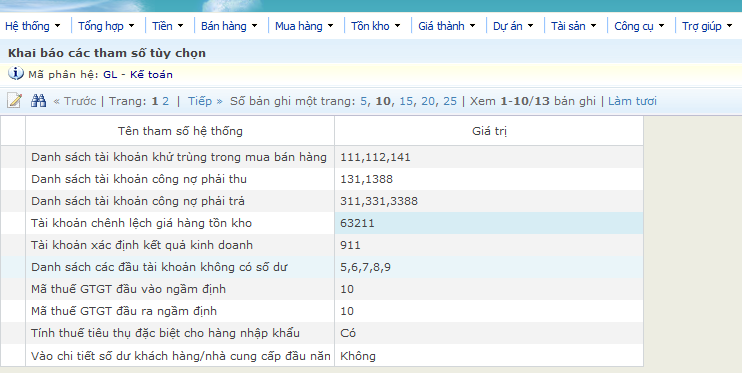 Hệ thống Tổng hợp Tiền Bán hàng Mua hàng Tồn kho Giá thành Dự án Tài sản Công cụ Trợ giúp
Khai báo các tham số tùy chọn
Mã phân hệ: GL - Kế toán
« Trước | Trang: 1 2 | Tiếp » Số bản ghi một trang: 5, 10, 15, 20, 25 | Xem 1-10/13 bản ghi | Làm tươi
Tên tham số hệ thống Giá trị
Danh sách tài khoản khử trùng trong mua bán hàng 111,112,141
Danh sách tài khoản công nợ phải thu 131,1388
Danh sách tài khoản công nợ phải trả 311,331,3388
Tài khoản chênh lệch giá hàng tồn kho 63211
Tài khoản xác định kết quả kinh doanh 911
Danh sách các đầu tài khoản không có số dư 5,6,7,8,9
Mã thuế GTGT đầu vào ngầm định 10
Mã thuế GTGT đầu ra ngầm định 10
Tính thuế tiêu thụ đặc biệt cho hàng nhập khẩu Có
Vào chi tiết số dư khách hàng/nhà cung cấp đầu năn Không